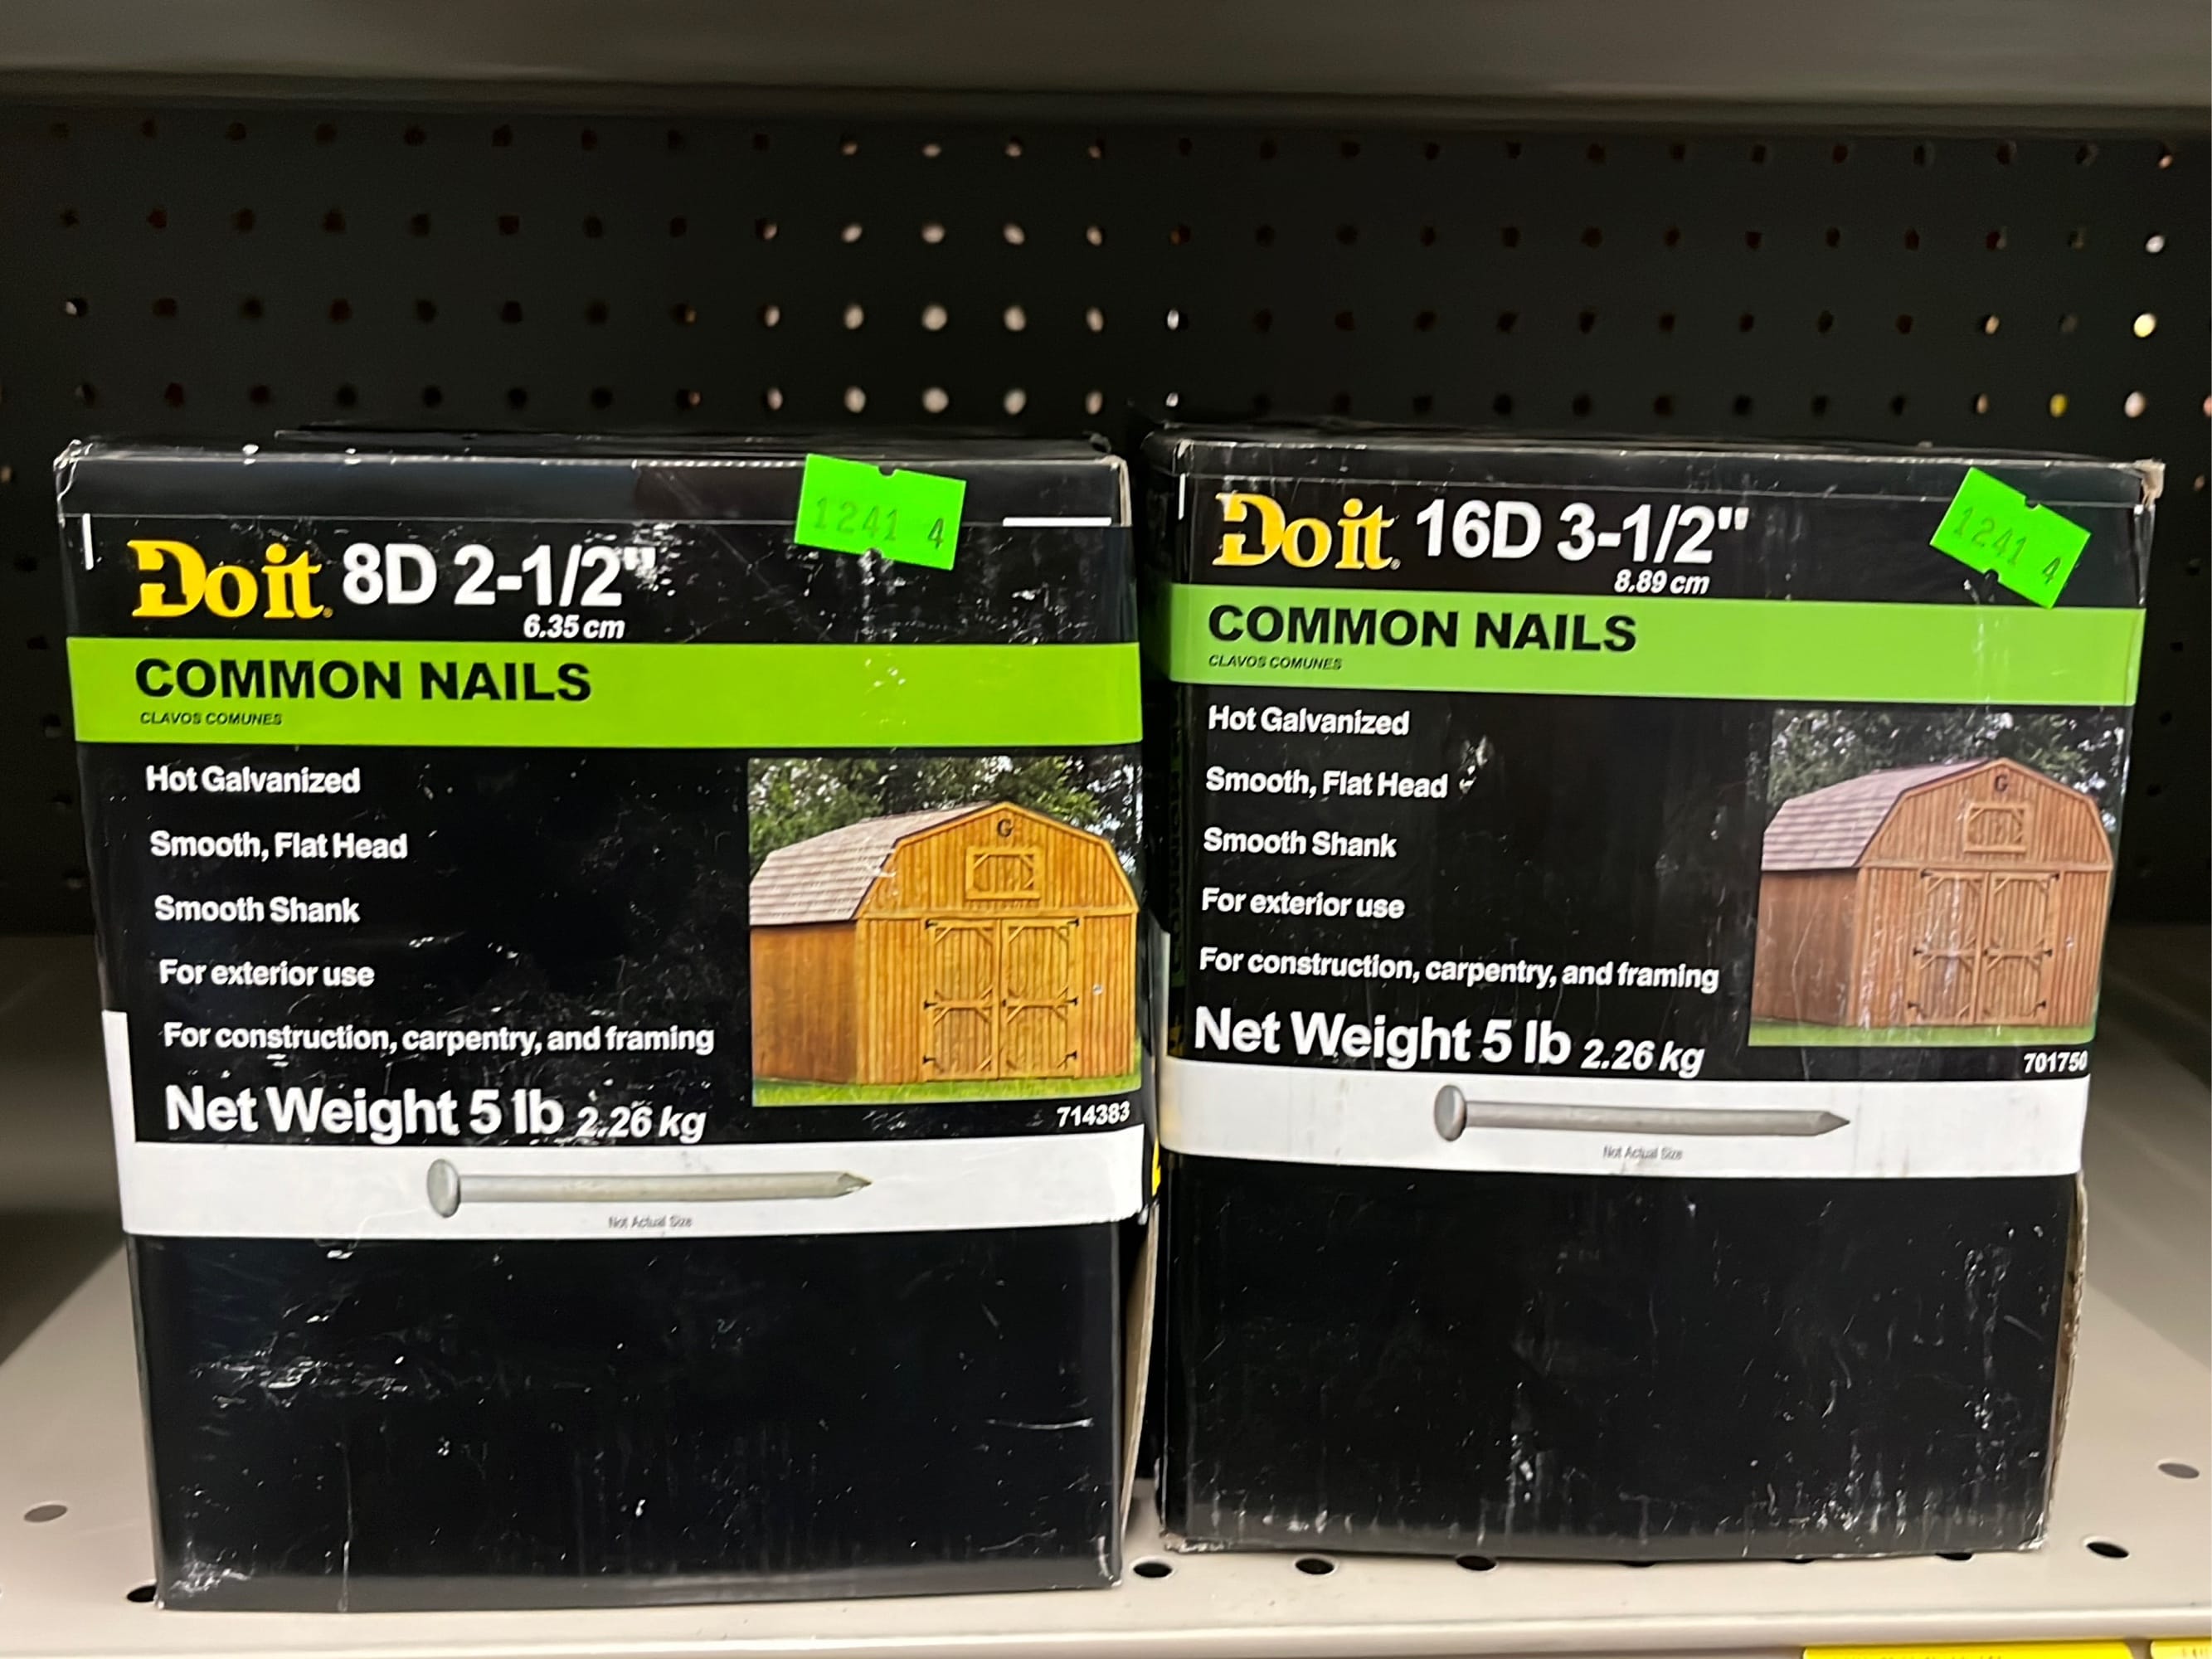 Do it 8D 2-1/2"
6.35 cm
1241 4
COMMON NAILS
CLAVOS COMUNES
Hot Galvanized
Smooth, Flat Head
Smooth Shank
For exterior use
For construction, carpentry, and framing
Net Weight 5 lb 2.26 kg
G
714383
Not Actual Size
Do it 16D 3-1/2"
8.89 cm
1241 4
COMMON NAILS
CLAVOS COMUNES
Hot Galvanized
Smooth, Flat Head
Smooth Shank
For exterior use
For construction, carpentry, and framing
Net Weight 5 lb 2.26 kg
G
701750
Not Actual Size